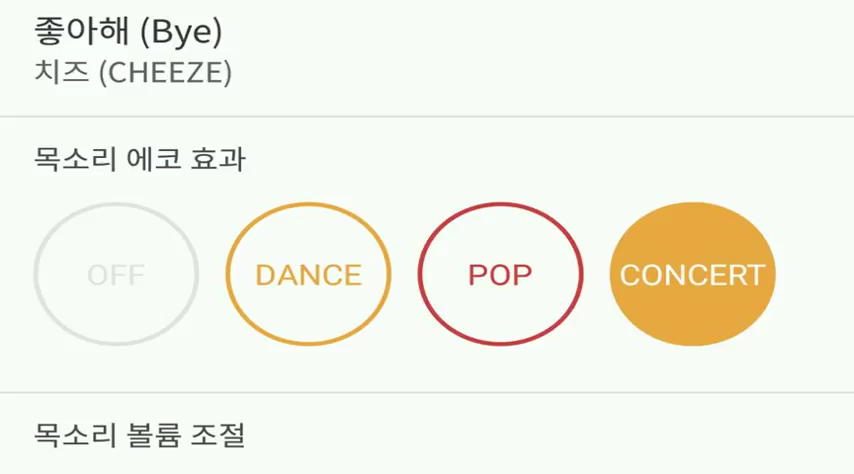 좋아해 (Bye)
치즈 (CHEEZE)
목소리 에코 효과
OFF DANCE POP CONCERT
목소리 볼륨 조절